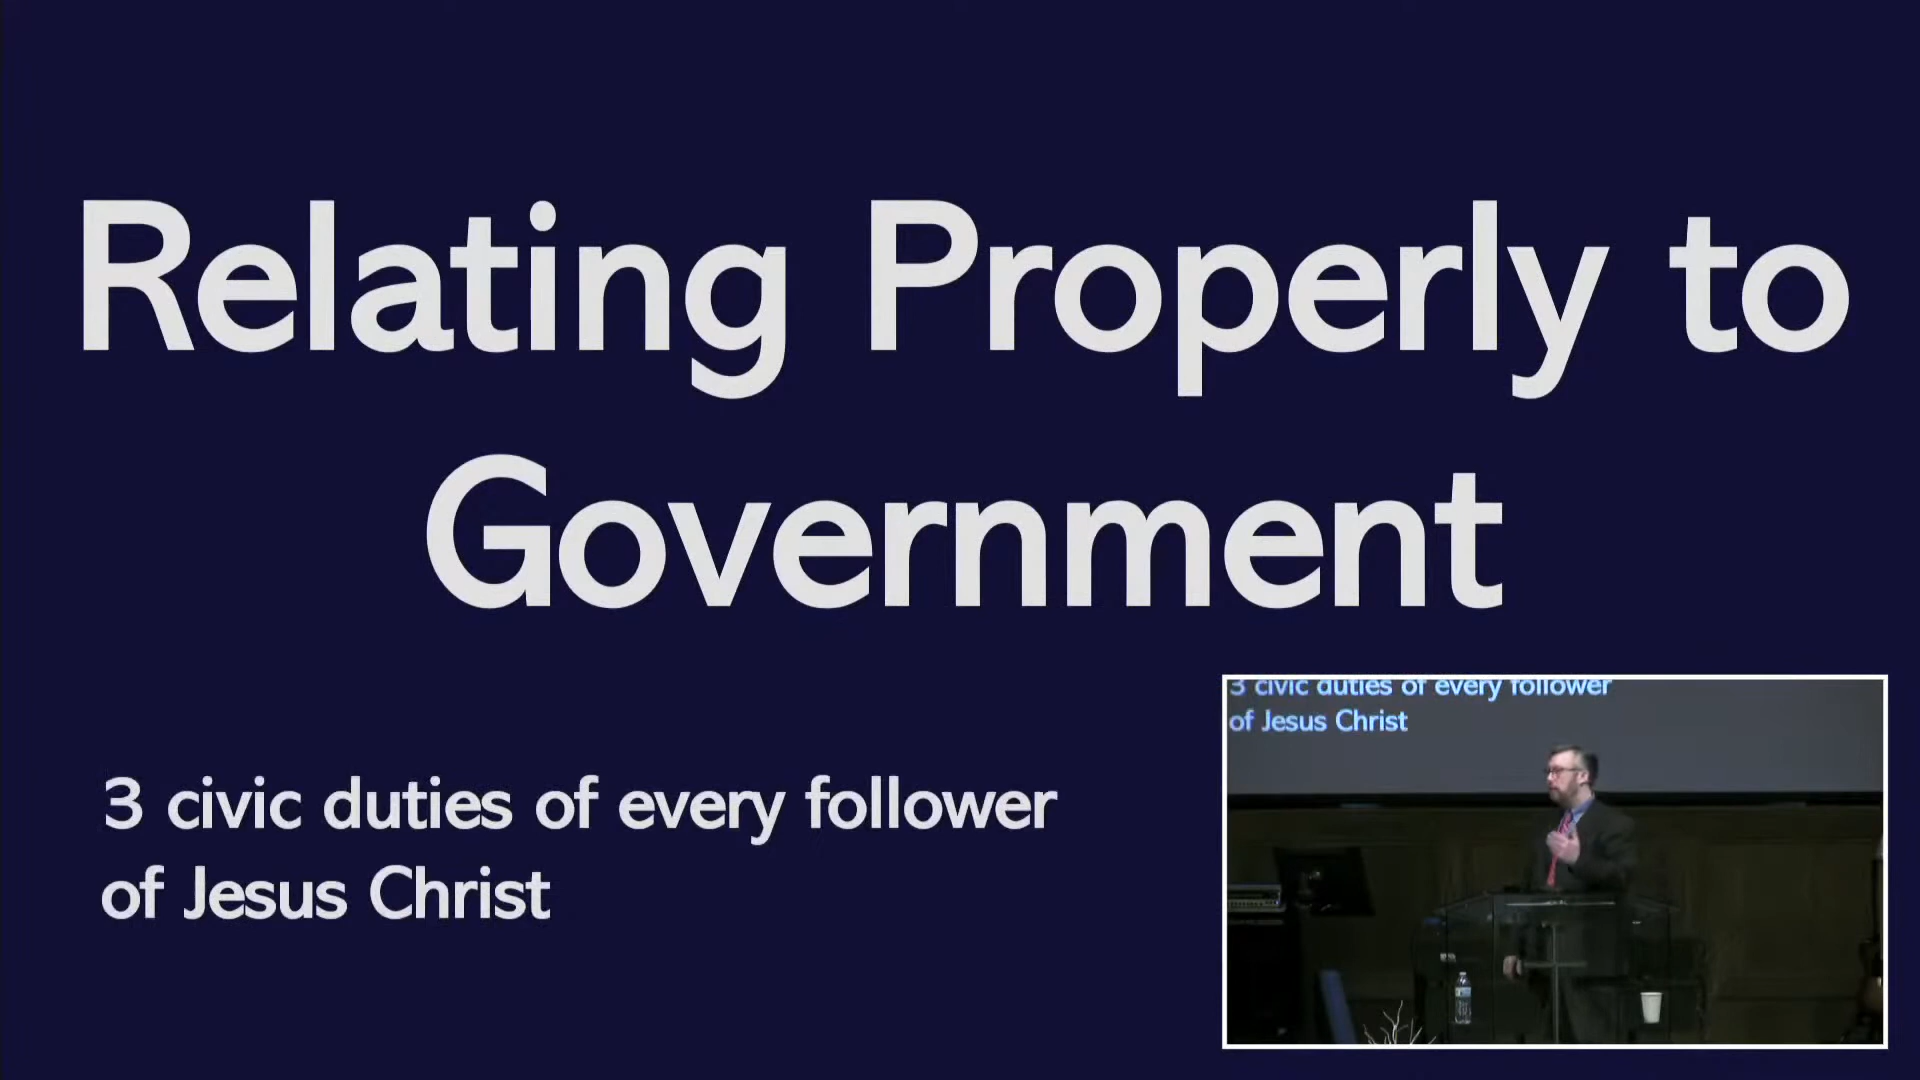 Relating Properly to
Government
3 civic duties of every follower
of Jesus Christ
3 civic duties of every follower
of Jesus Christ